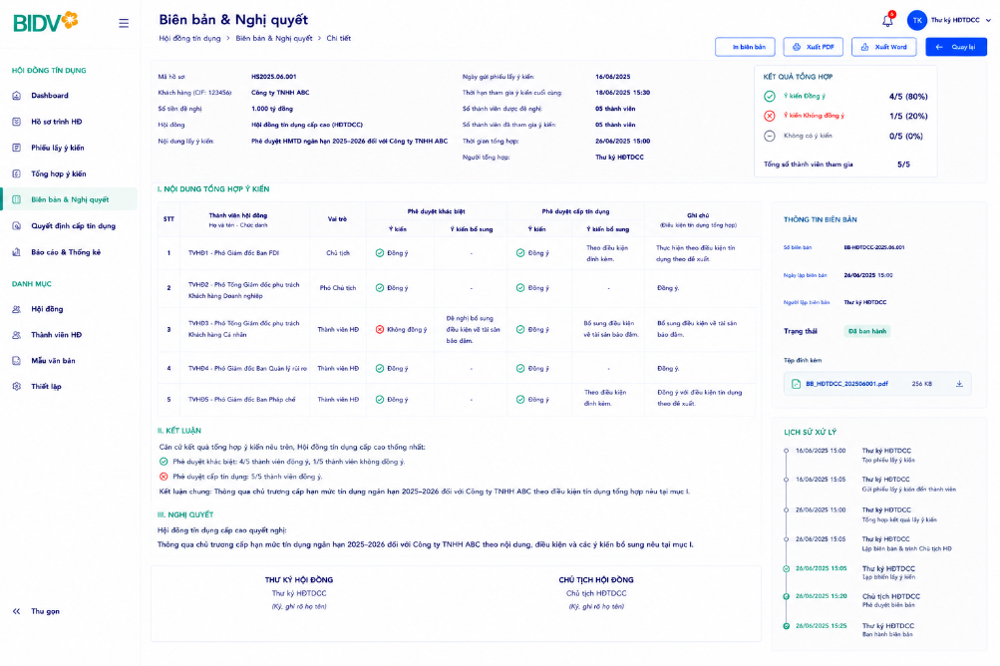 BIDV
Biên bản & Nghị quyết
Hội đồng tín dụng > Biên bản & Nghị quyết > Chi tiết
6
TK
Thư ký HĐTDCC
In biên bản
Xuất PDF
Xuất Word
Quay lại
HỘI ĐỒNG TÍN DỤNG
Dashboard
Hồ sơ trình HĐ
Phiếu lấy ý kiến
Tổng hợp ý kiến
Biên bản & Nghị quyết
Quyết định cấp tín dụng
Báo cáo & Thống kê
DANH MỤC
Hội đồng
Thành viên HĐ
Mẫu văn bản
Thiết lập
Thu gọn
Mã hồ sơ HS2025.06.001
Khách hàng (CIF: 123456) Công ty TNHH ABC
Số tiền đề nghị 1.000 tỷ đồng
Hội đồng Hội đồng tín dụng cấp cao (HĐTDCC)
Nội dung lấy ý kiến: Phê duyệt HMTD ngắn hạn 2025–2026 đối với Công ty TNHH ABC
Ngày gửi phiếu lấy ý kiến: 16/06/2025
Thời hạn tham gia ý kiến cuối cùng: 18/06/2025 15:30
Số thành viên được đề nghị: 05 thành viên
Số thành viên đã tham gia ý kiến: 05 thành viên
Thời gian tổng hợp: 26/06/2025 15:00
Người tổng hợp: Thư ký HĐTDCC
KẾT QUẢ TỔNG HỢP
Ý kiến Đồng ý 4/5 (80%)
Ý kiến Không đồng ý 1/5 (20%)
Không có ý kiến 0/5 (0%)
Tổng số thành viên tham gia 5/5
I. NỘI DUNG TỔNG HỢP Ý KIẾN
STT
Thành viên hội đồng
Họ và tên - Chức danh
Vai trò
Phê duyệt khác biệt
Phê duyệt cấp tín dụng
Ghi chú
(Điều kiện tín dụng tổng hợp)
Ý kiến Ý kiến bổ sung Ý kiến Ý kiến bổ sung
1 TVHĐ1 - Phó Giám đốc Ban FDI Chủ tịch Đồng ý - Đồng ý
Theo điều kiện
đính kèm.
Thực hiện theo điều kiện tín
dụng theo đề xuất.
2
TVHĐ2 - Phó Tổng Giám đốc phụ trách
Khách hàng Doanh nghiệp
Phó Chủ tịch Đồng ý - Đồng ý - Đồng ý.
3
TVHĐ3 - Phó Tổng Giám đốc phụ trách
Khách hàng Cá nhân
Thành viên HĐ Không đồng ý
Đề nghị bổ sung
điều kiện về tài sản
bảo đảm.
Đồng ý
Bổ sung điều kiện
về tài sản bảo đảm.
Bổ sung điều kiện về tài sản
bảo đảm.
4 TVHĐ4 - Phó Giám đốc Ban Quản lý rủi ro Thành viên HĐ Đồng ý - Đồng ý - Đồng ý.
5 TVHĐ5 - Phó Giám đốc Ban Pháp chế Thành viên HĐ Đồng ý - Đồng ý
Theo điều kiện
đính kèm.
Đồng ý với điều kiện tín dụng
theo đề xuất.
II. KẾT LUẬN
Căn cứ kết quả tổng hợp ý kiến nêu trên, Hội đồng tín dụng cấp cao thống nhất:
Phê duyệt khác biệt: 4/5 thành viên đồng ý, 1/5 thành viên không đồng ý.
Phê duyệt cấp tín dụng: 5/5 thành viên đồng ý.
Kết luận chung: Thông qua chủ trương cấp hạn mức tín dụng ngắn hạn 2025–2026 đối với Công ty TNHH ABC theo điều kiện tín dụng tổng hợp nêu tại mục I.
III. NGHỊ QUYẾT
Hội đồng tín dụng cấp cao quyết nghị:
Thông qua chủ trương cấp hạn mức tín dụng ngắn hạn 2025–2026 đối với Công ty TNHH ABC theo nội dung, điều kiện và các ý kiến bổ sung nêu tại mục I.
THƯ KÝ HỘI ĐỒNG
Thư ký HĐTDCC
(Ký, ghi rõ họ tên)
CHỦ TỊCH HỘI ĐỒNG
Chủ tịch HĐTDCC
(Ký, ghi rõ họ tên)
THÔNG TIN BIÊN BẢN
Số biên bản BB-HĐTDCC-2025.06.001
Ngày lập biên bản 26/06/2025 15:00
Người lập biên bản Thư ký HĐTDCC
Trạng thái Đã ban hành
Tệp đính kèm
BB_HĐTDCC_202506001.pdf 256 KB
LỊCH SỬ XỬ LÝ
16/06/2025 15:00 Thư ký HĐTDCC
Tạo phiếu lấy ý kiến
16/06/2025 15:05 Thư ký HĐTDCC
Gửi phiếu lấy ý kiến đến thành viên
26/06/2025 15:00 Thư ký HĐTDCC
Tổng hợp kết quả lấy ý kiến
26/06/2025 15:05 Thư ký HĐTDCC
Lập biên bản & trình Chủ tịch HĐ
26/06/2025 15:05 Thư ký HĐTDCC
lấy ý kiến
26/06/2025 15:20 Chủ tịch HĐTDCC
Phê duyệt biên bản
26/06/2025 15:25 Thư ký HĐTDCC
Ban hành biên bản